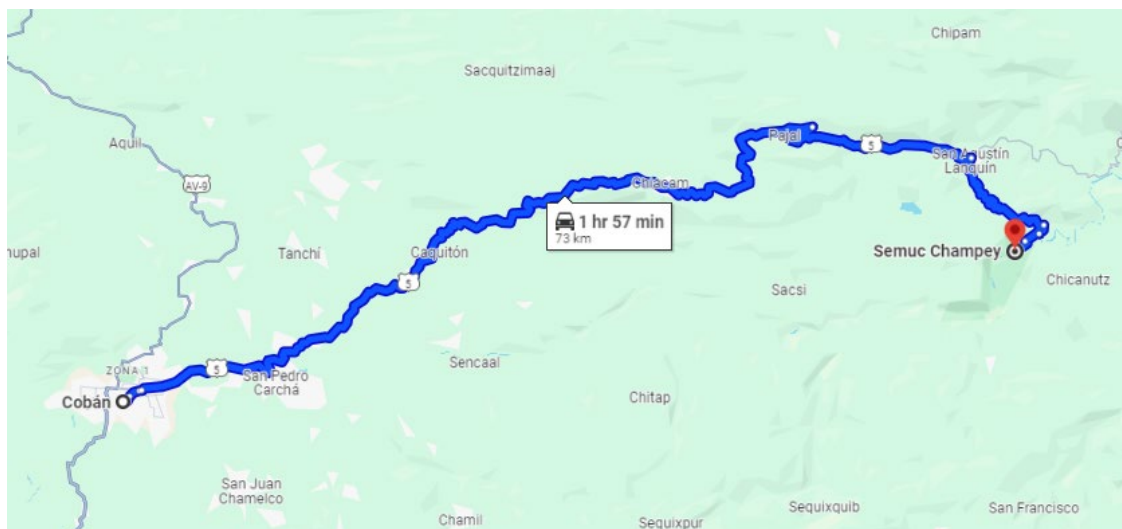 Chipam
Sacquitzimaaj
Aquil
Pajal
5
San Agustín
Lanquín
AV-9
Chiacam
1 hr 57 min
73 km
Tanchí
Caquitón
Semuc Champey
5
Sacsi
Chicanutz
Sencaal
ZONA 1
5
San Pedro
Carchá
Cobán
Chitap
San Juan
Chamelco
Chamil
Sequixpur
Sequixquib
San Francisco